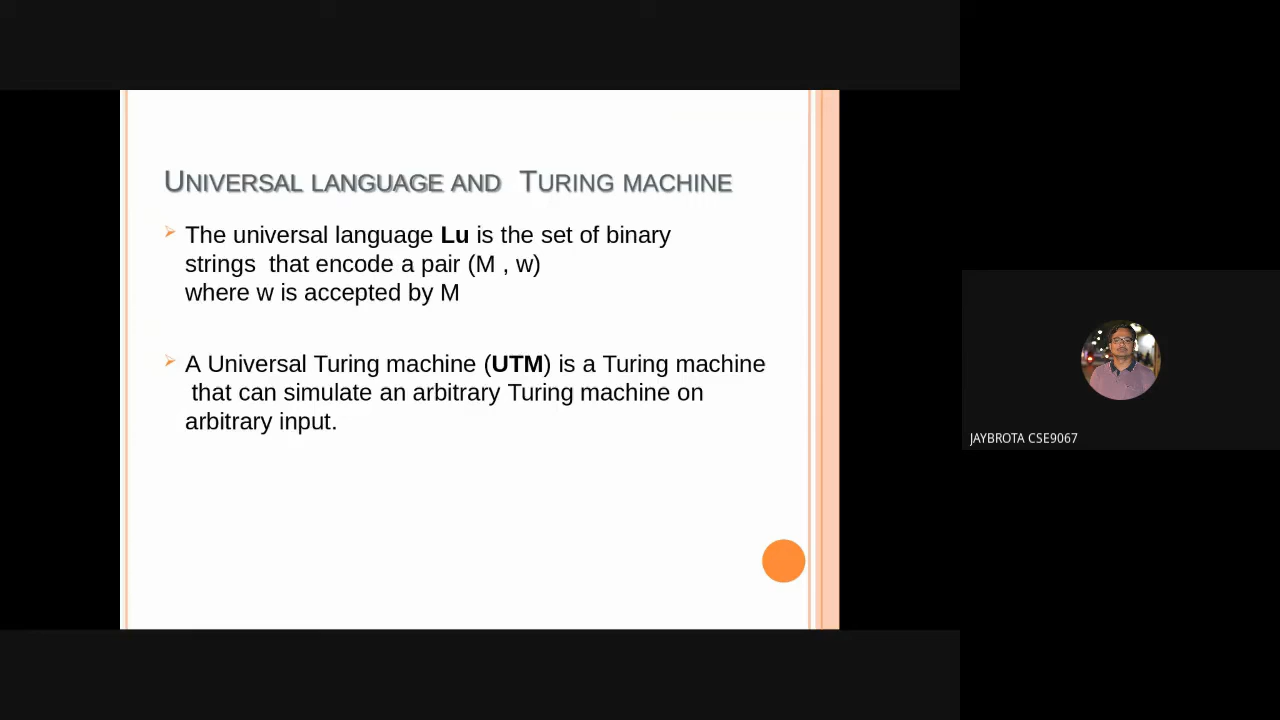 UNIVERSAL LANGUAGE AND TURING MACHINE
The universal language Lu is the set of binary
strings that encode a pair (M , w)
where w is accepted by M
A Universal Turing machine (UTM) is a Turing machine
that can simulate an arbitrary Turing machine on
arbitrary input.
JAYBROTA CSE9067